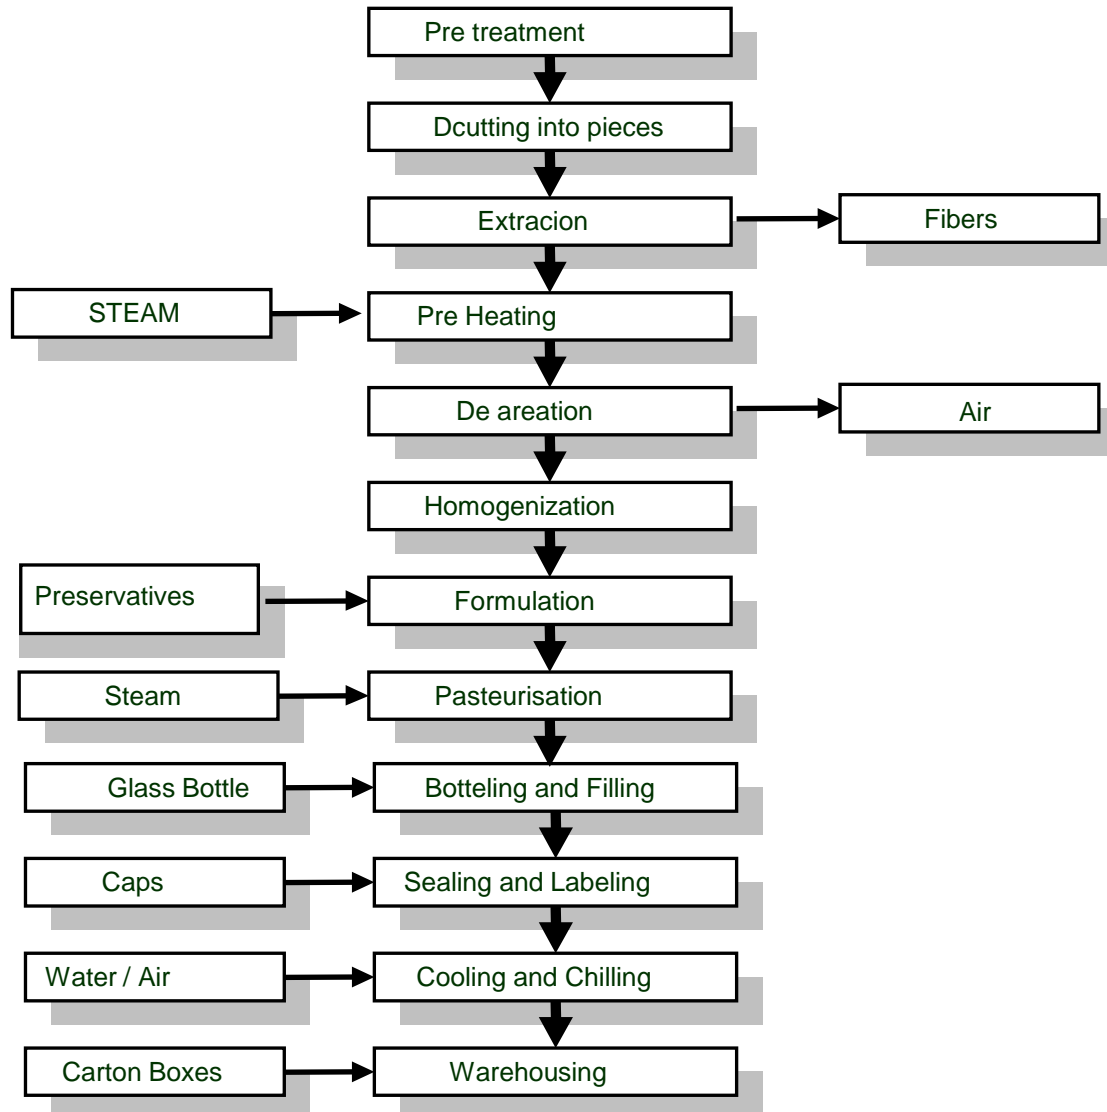 Pre treatment
Dcutting into pieces
Extracion
Fibers
STEAM
Pre Heating
De areation
Air
Homogenization
Preservatives
Formulation
Steam
Pasteurisation
Glass Bottle
Botteling and Filling
Caps
Sealing and Labeling
Water / Air
Cooling and Chilling
Carton Boxes
Warehousing